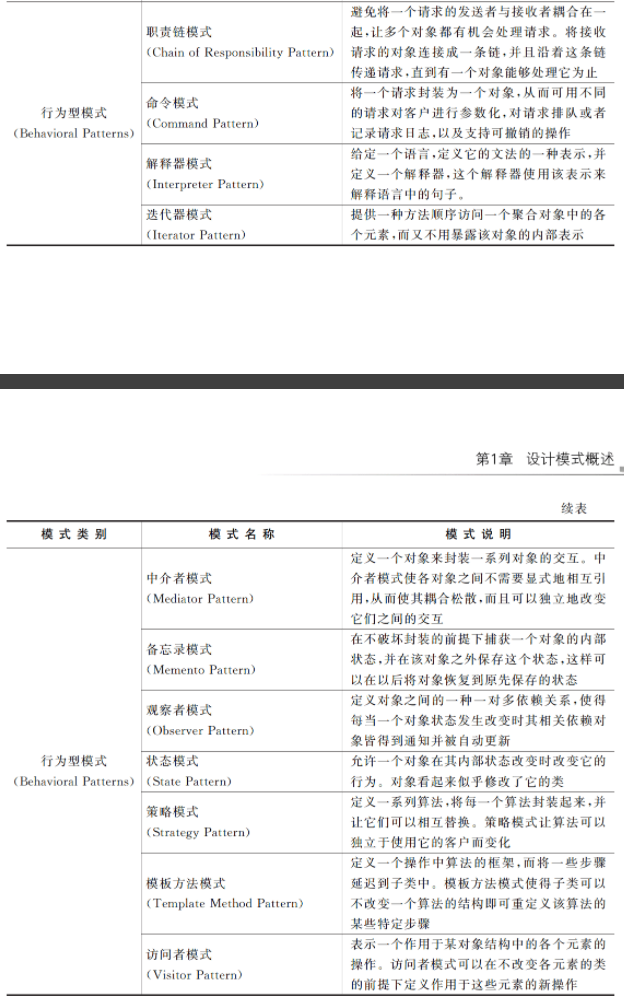 行为型模式
(Behavioral Patterns)
职责链模式
(Chain of Responsibility Pattern)
避免将一个请求的发送者与接收者耦合在一
起,让多个对象都有机会处理请求。将接收
请求的对象连接成一条链,并且沿着这条链
传递请求,直到有一个对象能够处理它为止
命令模式
(Command Pattern)
将一个请求封装为一个对象,从而可用不同
的请求对客户进行参数化,对请求排队或者
记录请求日志,以及支持可撤销的操作
解释器模式
(Interpreter Pattern)
给定一个语言,定义它的文法的一种表示,并
定义一个解释器,这个解释器使用该表示来
解释语言中的句子。
迭代器模式
(Iterator Pattern)
提供一种方法顺序访问一个聚合对象中的各
个元素,而又不用暴露该对象的内部表示
第1章 设计模式概述
续表
模式类别 模式名称 模式说明
行为型模式
(Behavioral Patterns)
中介者模式
(Mediator Pattern)
定义一个对象来封装一系列对象的交互。中
介者模式使各对象之间不需要显式地相互引
用,从而使其耦合松散,而且可以独立地改变
它们之间的交互
备忘录模式
(Memento Pattern)
在不破坏封装的前提下捕获一个对象的内部
状态,并在该对象之外保存这个状态,这样可
以在以后将对象恢复到原先保存的状态
观察者模式
(Observer Pattern)
定义对象之间的一种一对多依赖关系,使得
每当一个对象状态发生改变时其相关依赖对
象皆得到通知并被自动更新
状态模式
(State Pattern)
允许一个对象在其内部状态改变时改变它的
行为。对象看起来似乎修改了它的类
策略模式
(Strategy Pattern)
定义一系列算法,将每一个算法封装起来,并
让它们可以相互替换。策略模式让算法可以
独立于使用它的客户而变化
模板方法模式
(Template Method Pattern)
定义一个操作中算法的框架,而将一些步骤
延迟到子类中。模板方法模式使得子类可以
不改变一个算法的结构即可重定义该算法的
某些特定步骤
访问者模式
(Visitor Pattern)
表示一个作用于某对象结构中的各个元素的
操作。访问者模式可以在不改变各元素的类
的前提下定义作用于这些元素的新操作